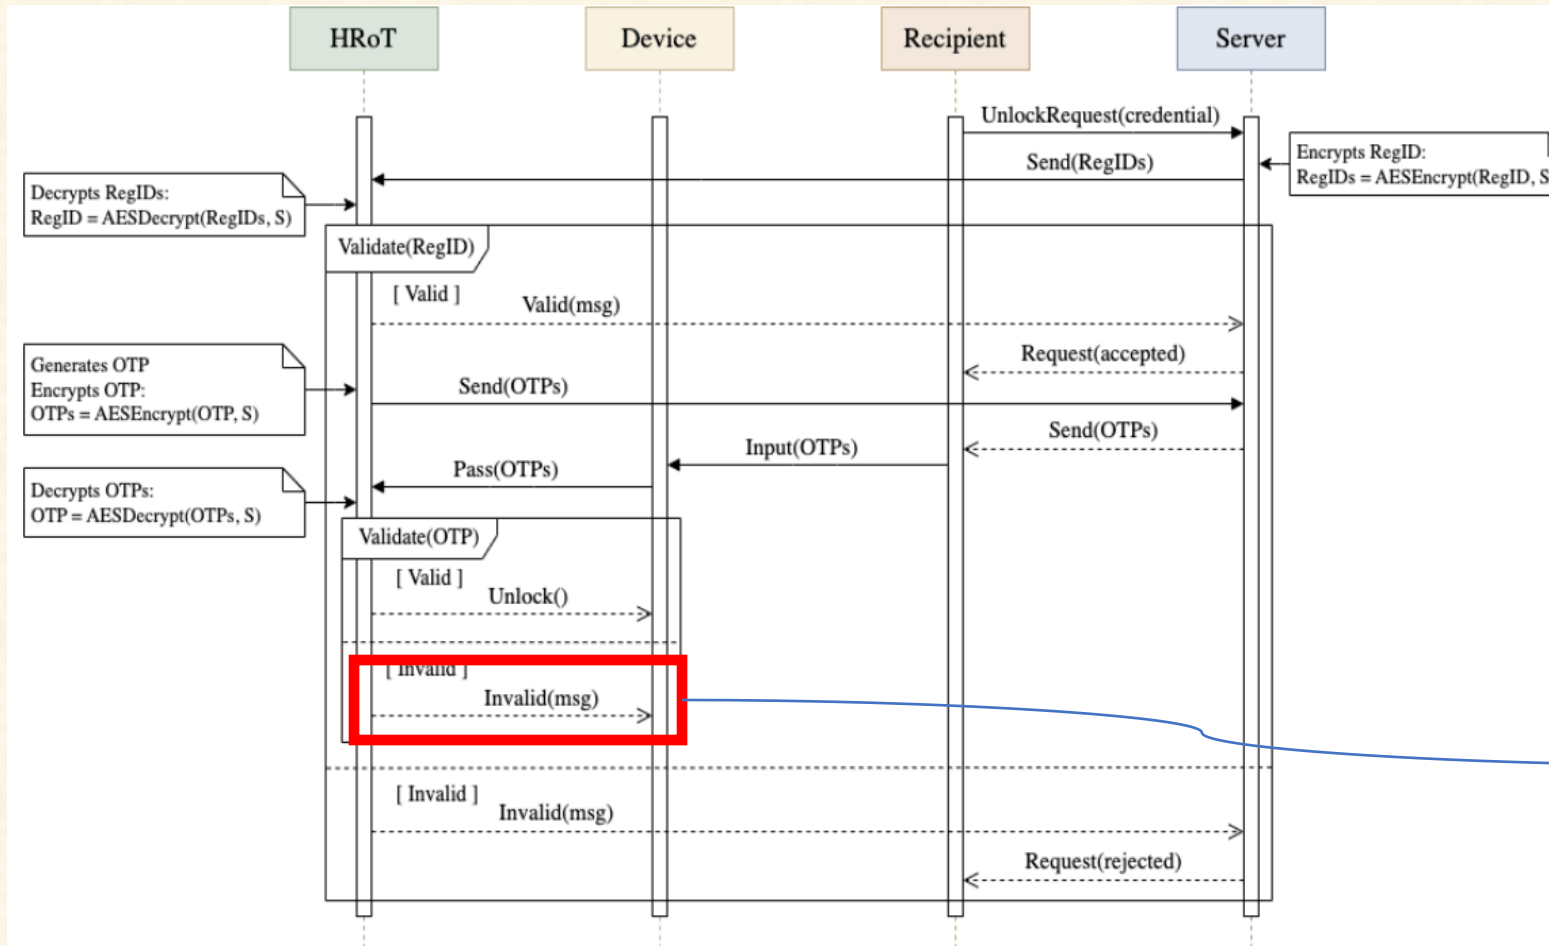 HRoT
Device
Recipient
Server
UnlockRequest(credential)
Send(RegIDs)
Encrypts RegID:
RegIDs = AESEncrypt(RegID, S
Decrypts RegIDs:
RegID = AESDecrypt(RegIDs, S)
Validate(RegID)
[ Valid ]
Valid(msg)
Request(accepted)
Generates OTP
Encrypts OTP:
OTPs = AESEncrypt(OTP, S)
Send(OTPs)
Send(OTPs)
Input(OTPs)
Pass(OTPs)
Decrypts OTPs:
OTP = AESDecrypt(OTPs, S)
Validate(OTP)
[ Valid ]
Unlock()
[ Invalid ]
Invalid(msg)
[ Invalid ]
Invalid(msg)
Request(rejected)